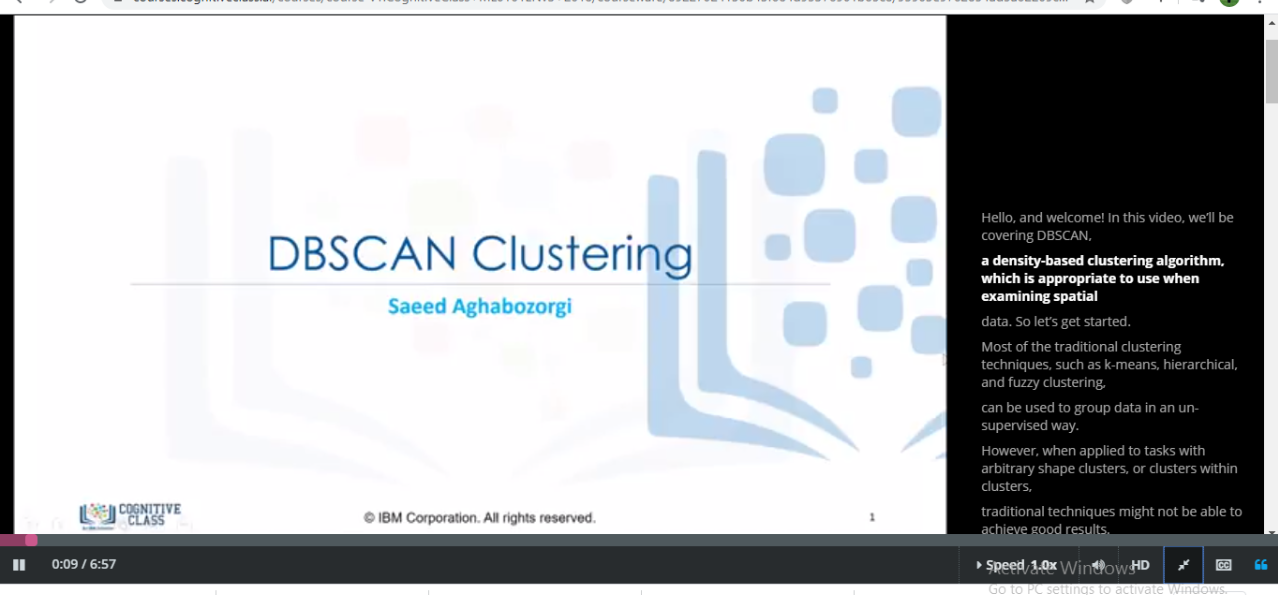 DBSCAN Clustering
Saeed Aghabozorgi
COGNITIVE
CLASS
© IBM Corporation. All rights reserved.
1
Hello, and welcome! In this video, we'll be
covering DBSCAN,
a density-based clustering algorithm,
which is appropriate to use when
examining spatial
data. So let's get started.
Most of the traditional clustering
techniques, such as k-means, hierarchical,
and fuzzy clustering,
can be used to group data in an un-
supervised way.
However, when applied to tasks with
arbitrary shape clusters, or clusters within
clusters,
traditional techniques might not be able to
achieve good results.
0:09 / 6:57
Speed 1.0x
HD
CC
Activate Windows
Go to PC settings to activate Windows.